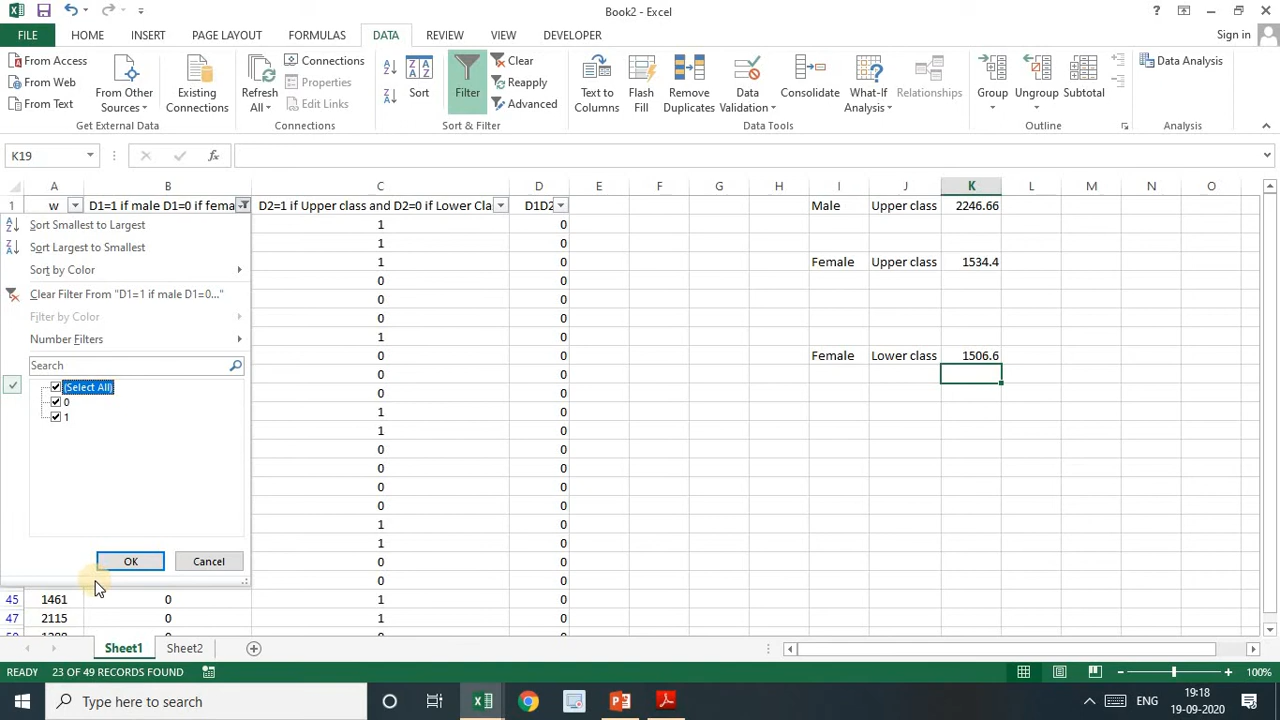 Book2 - Excel
FILE HOME INSERT PAGE LAYOUT FORMULAS DATA REVIEW VIEW DEVELOPER Sign in
From Access
From Web
From Text
From Other Sources
Existing Connections
Get External Data
Refresh All
Connections
Properties
Edit Links
Connections
Sort
Filter
Clear
Reapply
Advanced
Sort & Filter
Text to Columns
Flash Fill
Remove Duplicates
Data Validation
Consolidate
What-If Analysis
Relationships
Data Tools
Group
Ungroup
Subtotal
Outline
Data Analysis
Analysis
K19
A B C D E F G H I J K L M N O
1 w D1=1 if male D1=0 if fema D2=1 if Upper class and D2=0 if Lower Cla D1D2 Male Upper class 2246.66
Sort Smallest to Largest
1 0
Sort Largest to Smallest
1 0
Sort by Color
1 0 Female Upper class 1534.4
0 0
Clear Filter From "D1=1 if male D1=0..."
0 0
Filter by Color
0 0
Number Filters
1 0
Search
0 0 Female Lower class 1506.6
0 0
(Select All)
0 0
0
1 0
1
1 0
0 0
0 0
0 0
0 0
1 0
1 0
OK Cancel
0 0
0 0
45 1461 0 1 0
47 2115 0 1 0
Sheet1 Sheet2
READY 23 OF 49 RECORDS FOUND 100%
Type here to search
ENG
19:18
19-09-2020